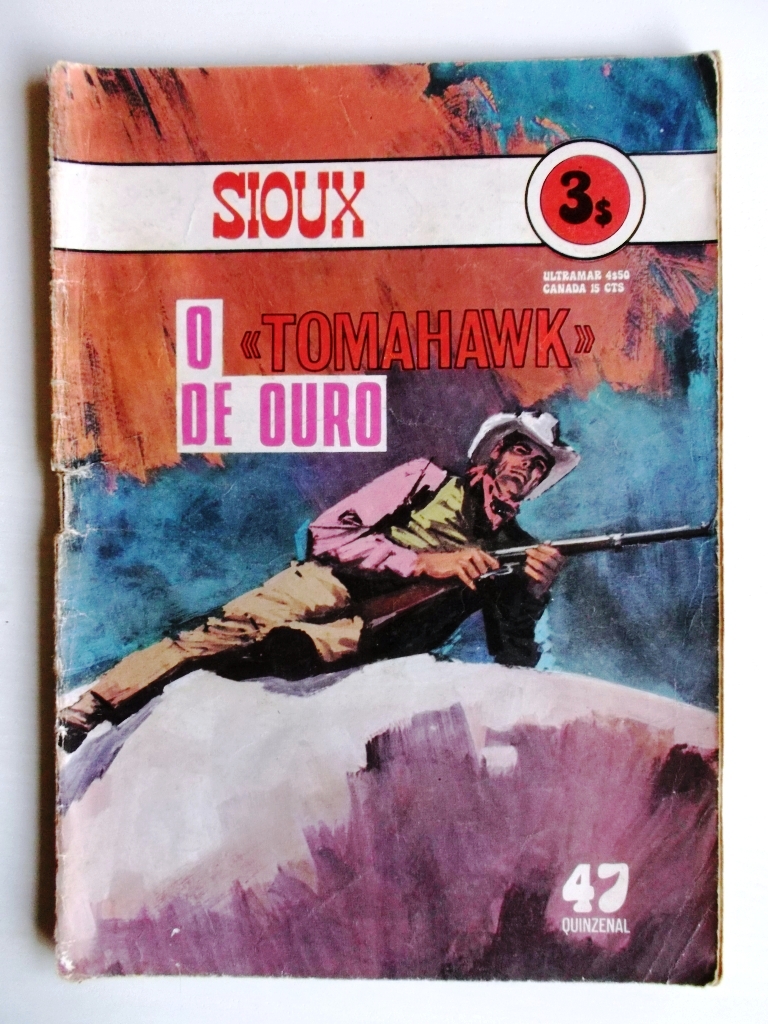 SIOUX
3$
ULTRAMAR 4$50
CANADA 15 CTS
O «TOMAHAWK»
DE OURO
47
QUINZENAL